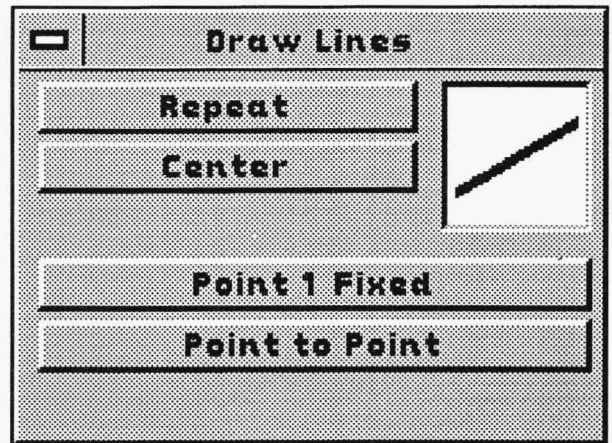 Draw Lines
Repeat
Center
Point 1 Fixed
Point to Point